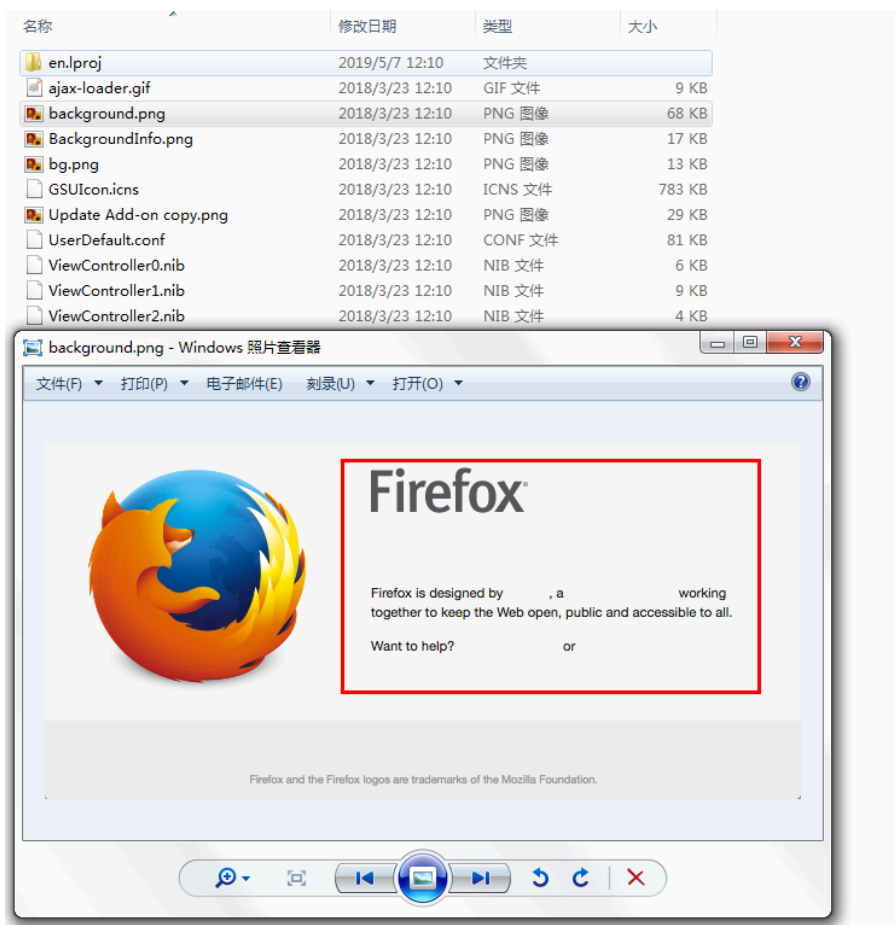 名称 修改日期 类型 大小
en.lproj 2019/5/7 12:10 文件夹
ajax-loader.gif 2018/3/23 12:10 GIF 文件 9 KB
background.png 2018/3/23 12:10 PNG 图像 68 KB
BackgroundInfo.png 2018/3/23 12:10 PNG 图像 17 KB
bg.png 2018/3/23 12:10 PNG 图像 13 KB
GSUIcon.icns 2018/3/23 12:10 ICNS 文件 783 KB
Update Add-on copy.png 2018/3/23 12:10 PNG 图像 29 KB
UserDefault.conf 2018/3/23 12:10 CONF 文件 81 KB
ViewController0.nib 2018/3/23 12:10 NIB 文件 6 KB
ViewController1.nib 2018/3/23 12:10 NIB 文件 9 KB
ViewController2.nib 2018/3/23 12:10 NIB 文件 4 KB
background.png - Windows 照片查看器
文件(F) 打印(P) 电子邮件(E) 刻录(U) 打开(O)
Firefox
Firefox is designed by , a working
together to keep the Web open, public and accessible to all.
Want to help? or
Firefox and the Firefox logos are trademarks of the Mozilla Foundation.